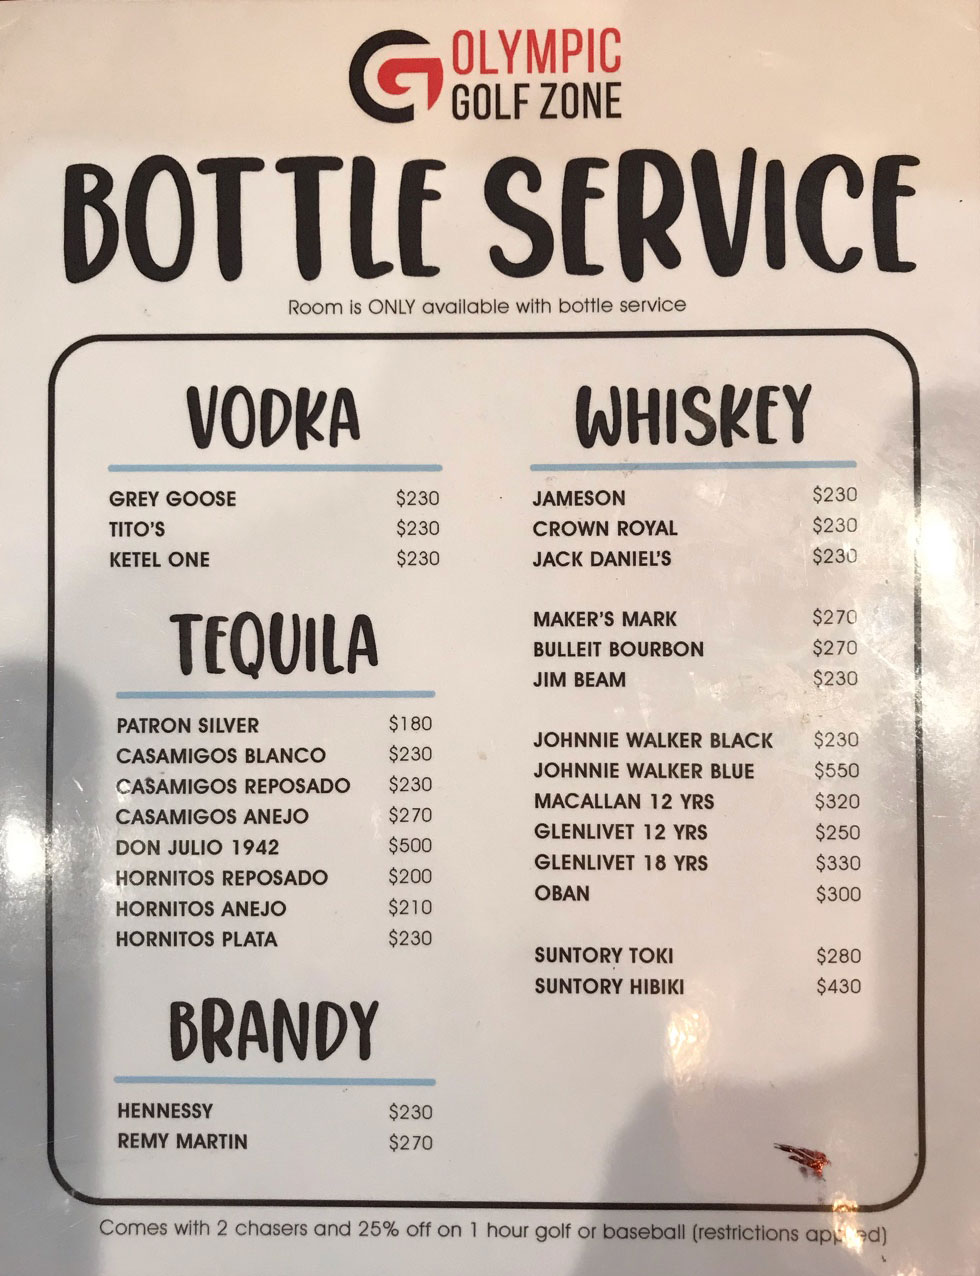 OLYMPIC
GOLF ZONE
BOTTLE SERVICE
Room is ONLY available with bottle service
VODKA
GREY GOOSE $230
TITO'S $230
KETEL ONE $230
TEQUILA
PATRON SILVER $180
CASAMIGOS BLANCO $230
CASAMIGOS REPOSADO $230
CASAMIGOS ANEJO $270
DON JULIO 1942 $500
HORNITOS REPOSADO $200
HORNITOS ANEJO $210
HORNITOS PLATA $230
BRANDY
HENNESSY $230
REMY MARTIN $270
WHISKEY
JAMESON $230
CROWN ROYAL $230
JACK DANIEL'S $230
MAKER'S MARK $270
BULLEIT BOURBON $270
JIM BEAM $230
JOHNNIE WALKER BLACK $230
JOHNNIE WALKER BLUE $550
MACALLAN 12 YRS $320
GLENLIVET 12 YRS $250
GLENLIVET 18 YRS $330
OBAN $300
SUNTORY TOKI $280
SUNTORY HIBIKI $430
Comes with 2 chasers and 25% off on 1 hour golf or baseball (restrictions applied)